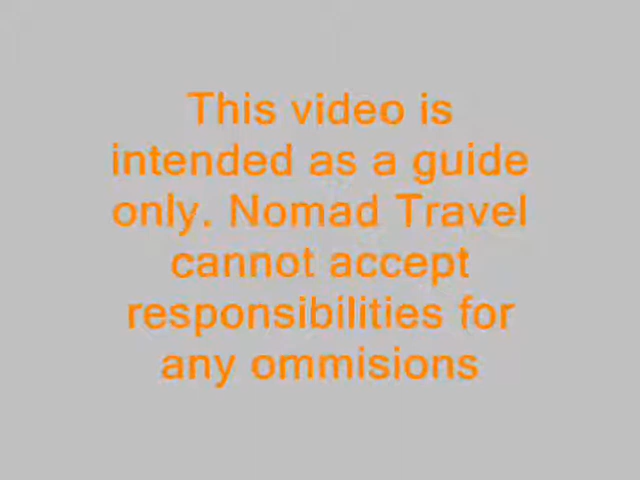 This video is
intended as a guide
only. Nomad Travel
cannot accept
responsibilities for
any ommisions